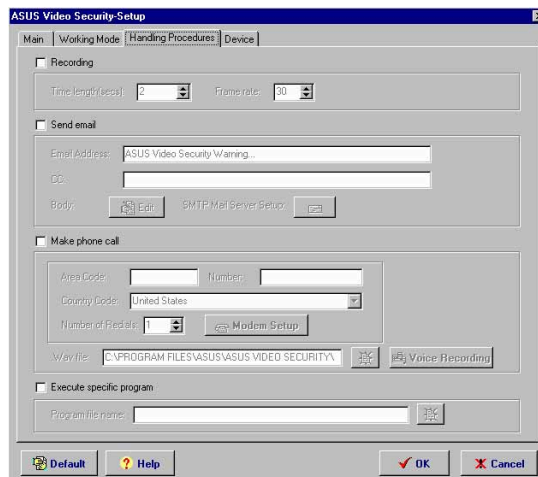 ASUS Video Security-Setup
Main Working Mode Handling Procedures Device
Recording
Time length(secs): 2 Frame rate: 30
Send email
Email Address: ASUS Video Security Warning...
CC:
Body: Edit SMTP Mail Server Setup:
Make phone call
Area Code: Number:
Country Code: United States
Number of Redials: 1 Modem Setup
Wav file: C:\PROGRAM FILES\ASUS\ASUS VIDEO SECURITY\ Voice Recording
Execute specific program
Program file name:
Default Help OK Cancel